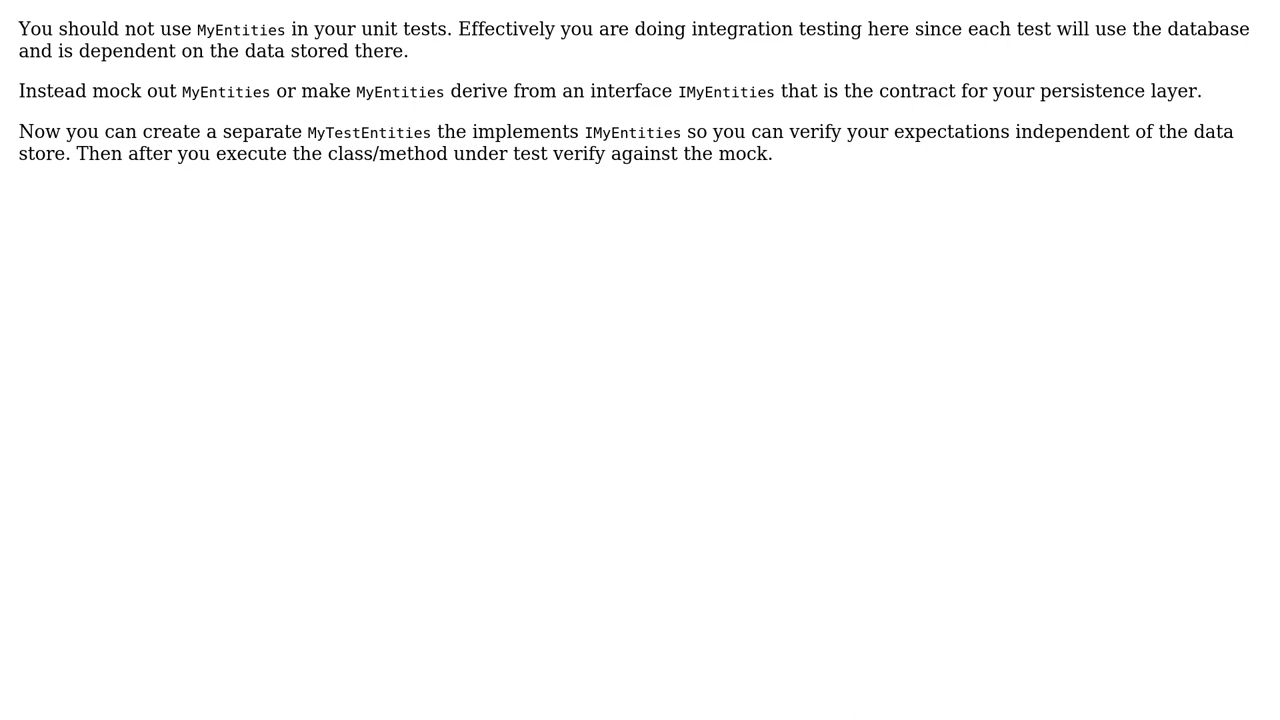 You should not use MyEntities in your unit tests. Effectively you are doing integration testing here since each test will use the database
and is dependent on the data stored there.
Instead mock out MyEntities or make MyEntities derive from an interface IMyEntities that is the contract for your persistence layer.
Now you can create a separate MyTestEntities the implements IMyEntities so you can verify your expectations independent of the data
store. Then after you execute the class/method under test verify against the mock.